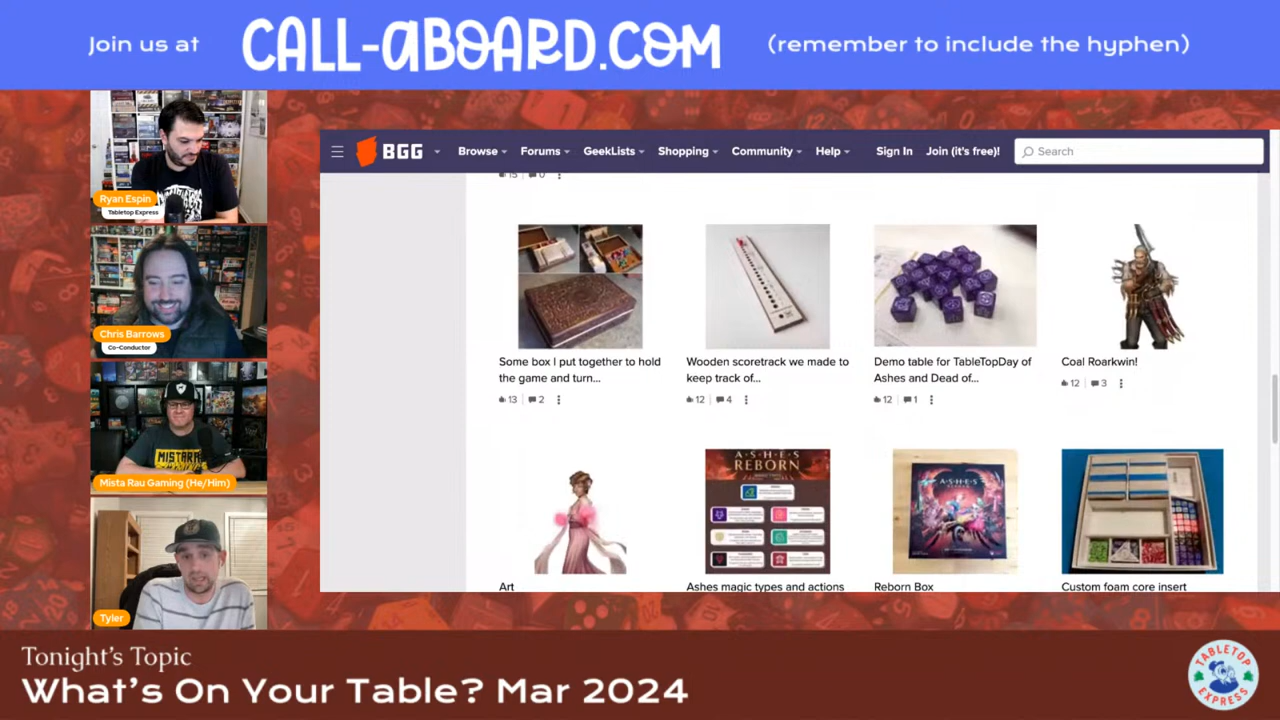 Join us at CALL-aBOARD.COM (remember to include the hyphen)
Ryan Espin
Tabletop Express
Chris Barrows
Co-Conductor
MISTARAU
Mista Rau Gaming (He/Him)
Tyler
BGG Browse Forums GeekLists Shopping Community Help Sign In Join (it's free)! Search
15 0
Some box I put together to hold
the game and turn...
13 2
Wooden scoretrack we made to
keep track of...
12 4
Demo table for TableTopDay of
Ashes and Dead of...
12 1
Coal Roarkwin!
12 3
Art
ASHES
REBORN
Ashes magic types and actions
ASHES
Reborn Box
Custom foam core insert
Tonight's Topic
What's On Your Table? Mar 2024
TABLETOP
EXPRESS